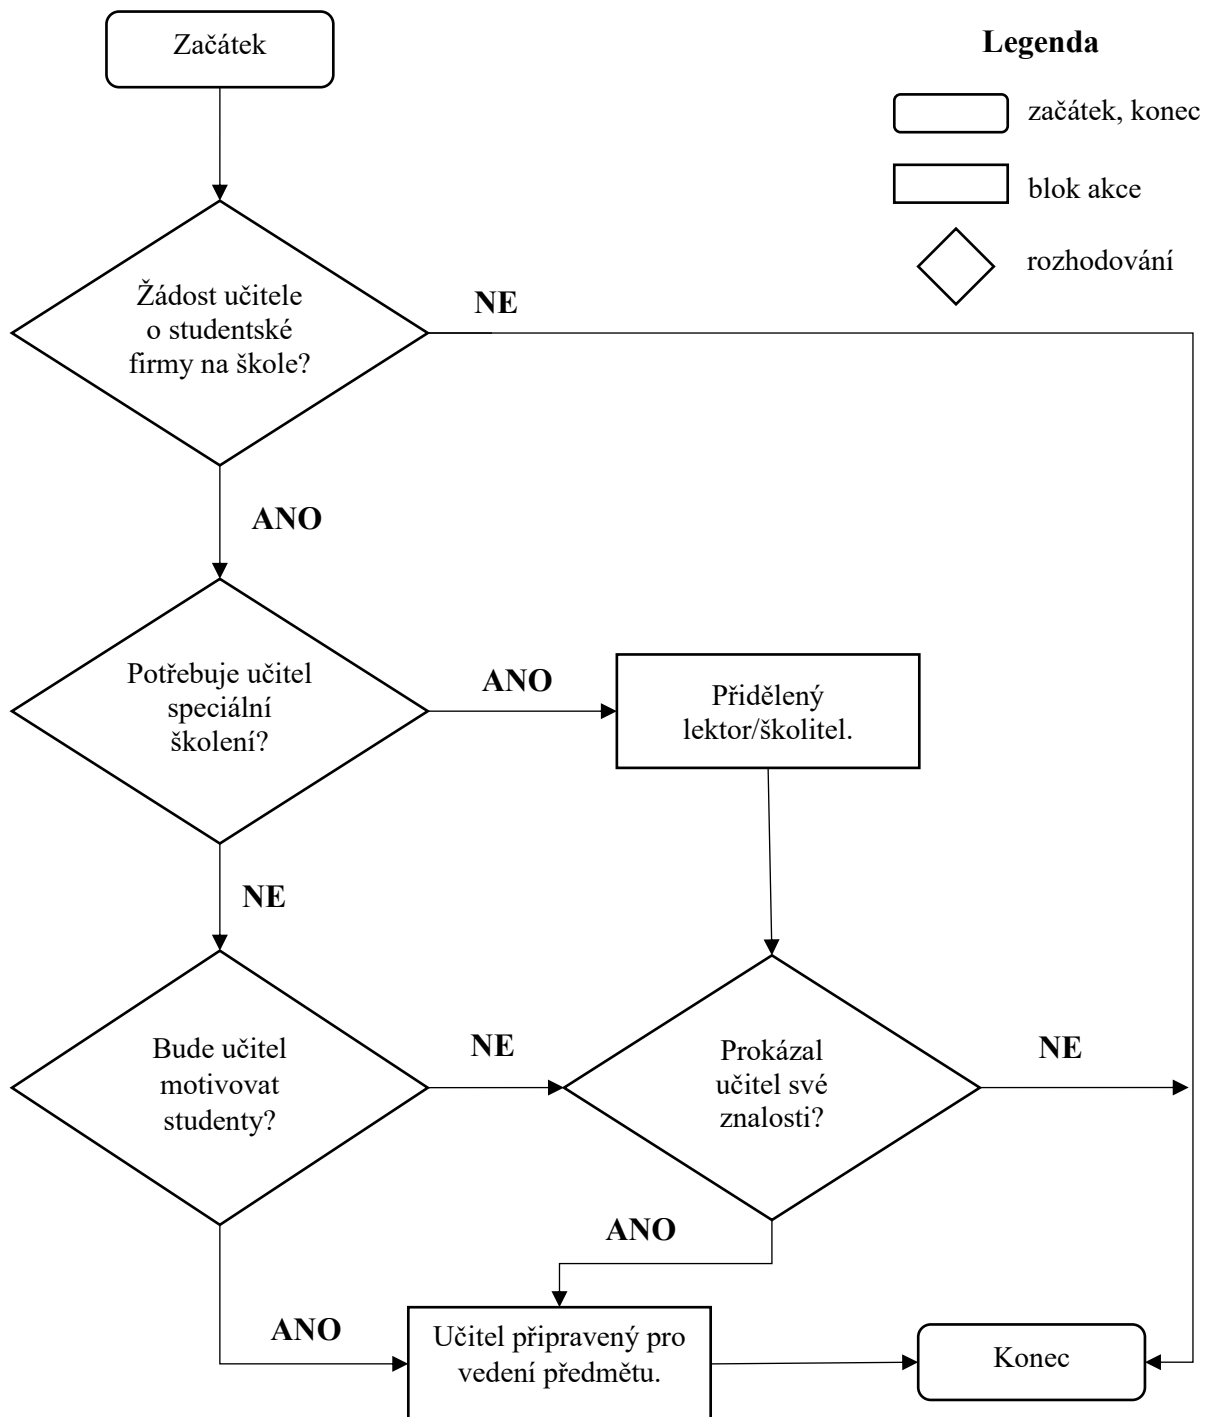 Začátek
Legenda
začátek, konec
blok akce
rozhodování
Žádost učitele
o studentské
firmy na škole?
NE
ANO
Potřebuje učitel
speciální
školení?
ANO
Přidělený
lektor/školitel.
NE
Bude učitel
motivovat
studenty?
NE
Prokázal
učitel své
znalosti?
NE
ANO
ANO
Učitel připravený pro
vedení předmětu.
Konec